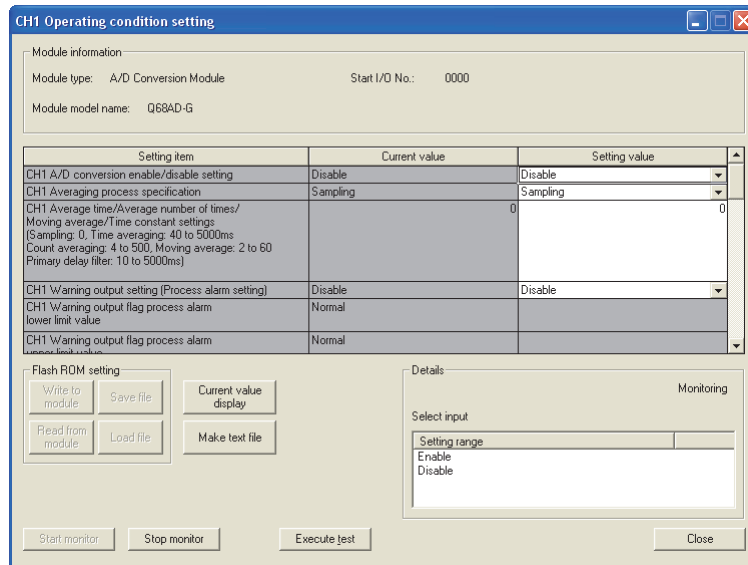 CH1 Operating condition setting
Module information
Module type: A/D Conversion Module Start I/O No.: 0000
Module model name: Q68AD-G
Setting item Current value Setting value
CH1 A/D conversion enable/disable setting Disable Disable
CH1 Averaging process specification Sampling Sampling
CH1 Average time/Average number of times/ 0 0
Moving average/Time constant settings
(Sampling: 0, Time averaging: 40 to 5000ms
Count averaging: 4 to 500, Moving average: 2 to 60
Primary delay filter: 10 to 5000ms)
CH1 Warning output setting (Process alarm setting) Disable Disable
CH1 Warning output flag process alarm Normal
lower limit value
CH1 Warning output flag process alarm Normal
upper limit value
Flash ROM setting
Write to
module
Save file
Current value
display
Read from
module
Load file
Make text file
Details
Monitoring
Select input
Setting range
Enable
Disable
Start monitor Stop monitor Execute test Close